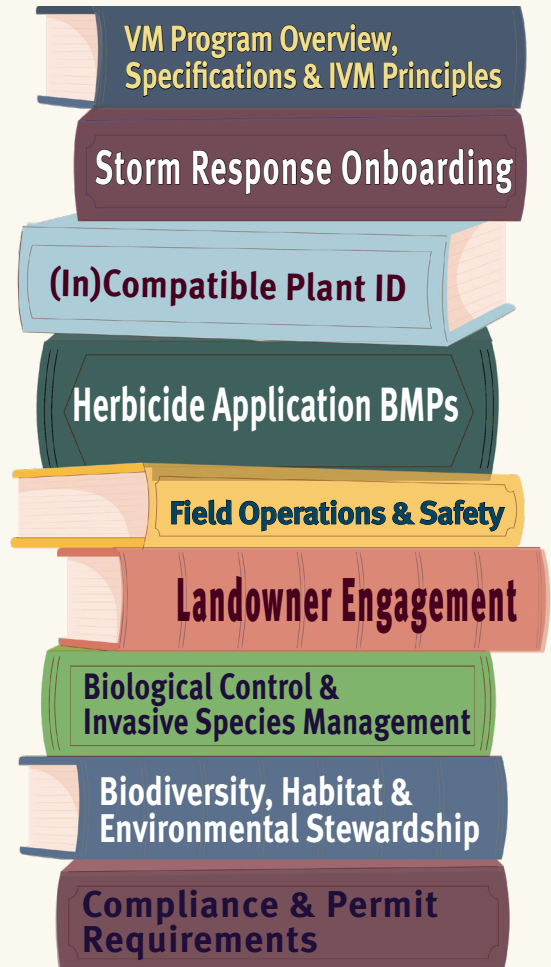 VM Program Overview,
Specifications & IVM Principles
Storm Response Onboarding
(In)Compatible Plant ID
Herbicide Application BMPs
Field Operations & Safety
Landowner Engagement
Biological Control &
Invasive Species Management
Biodiversity, Habitat &
Environmental Stewardship
Compliance & Permit
Requirements